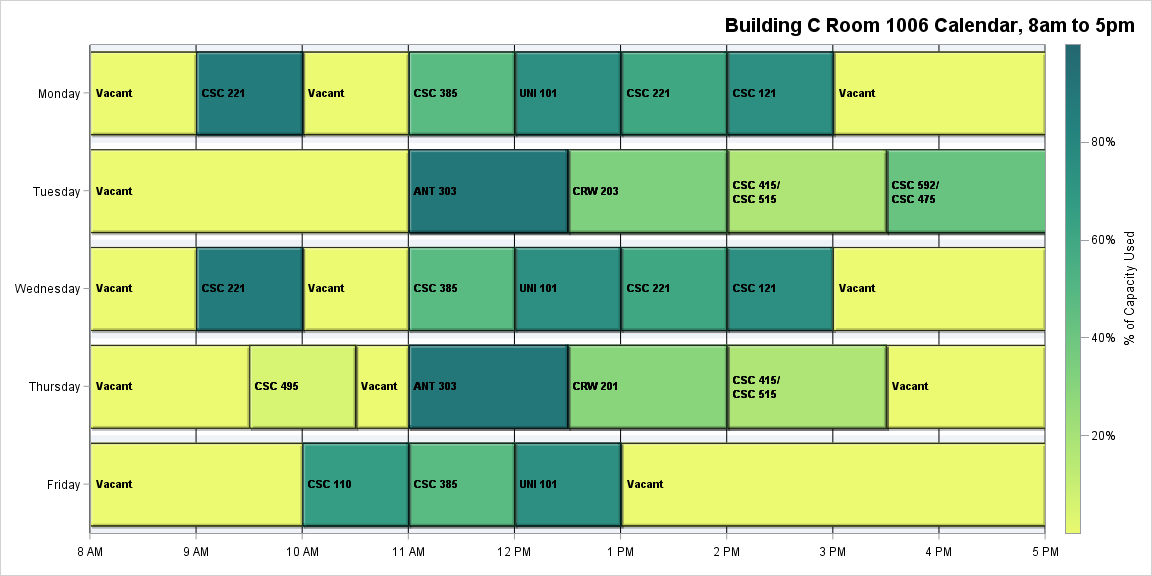 Building C Room 1006 Calendar, 8am to 5pm
Monday
Vacant
CSC 221
Vacant
CSC 385
UNI 101
CSC 221
CSC 121
Vacant
Tuesday
Vacant
ANT 303
CRW 203
CSC 415/
CSC 515
CSC 592/
CSC 475
Wednesday
Vacant
CSC 221
Vacant
CSC 385
UNI 101
CSC 221
CSC 121
Vacant
Thursday
Vacant
CSC 495
Vacant
ANT 303
CRW 201
CSC 415/
CSC 515
Vacant
Friday
Vacant
CSC 110
CSC 385
UNI 101
Vacant
8 AM
9 AM
10 AM
11 AM
12 PM
1 PM
2 PM
3 PM
4 PM
5 PM
80%
60%
40%
20%
% of Capacity Used